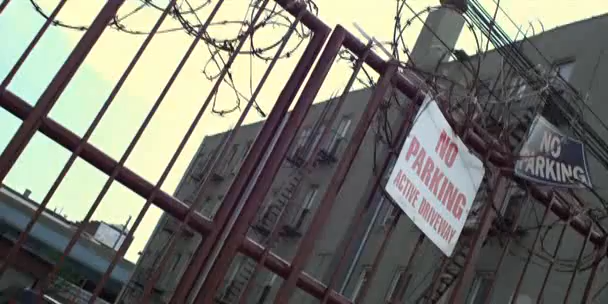 NO
PARKING
ACTIVE DRIVEWAY
NO
PARKING